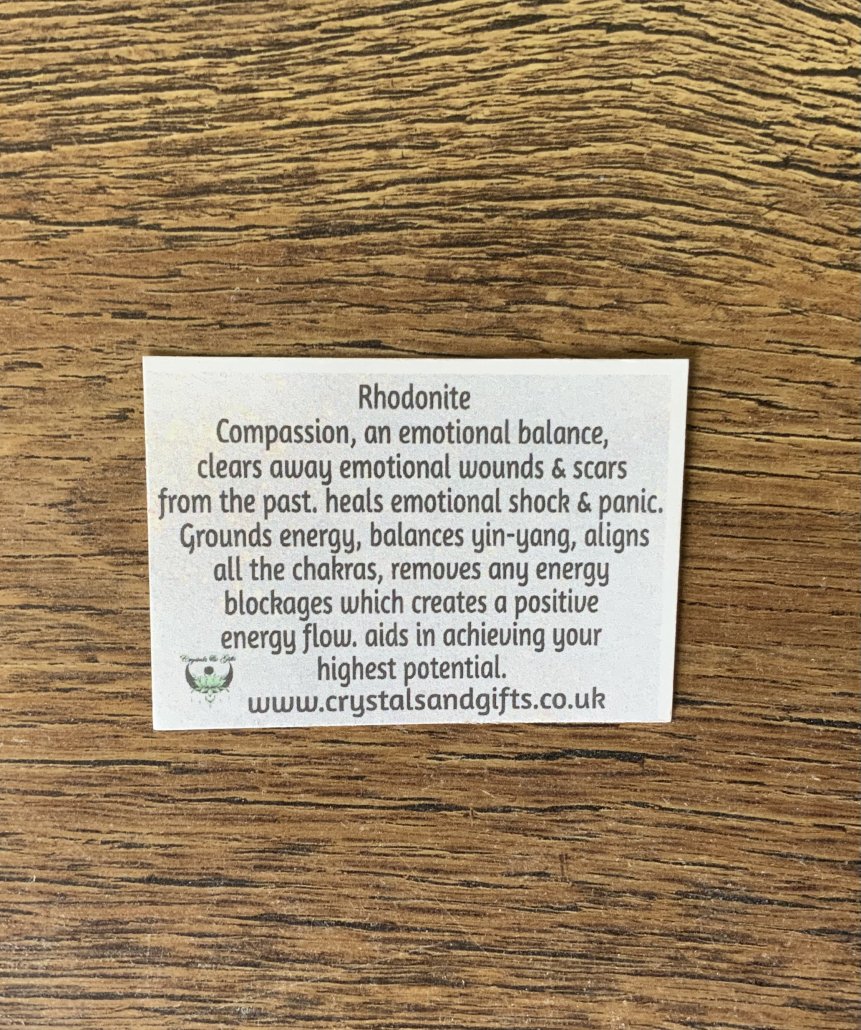 Rhodonite
Compassion, an emotional balance,
clears away emotional wounds & scars
from the past. heals emotional shock & panic.
Grounds energy, balances yin-yang, aligns
all the chakras, removes any energy
blockages which creates a positive
energy flow. aids in achieving your
highest potential.
Crystals & Gifts
www.crystalsandgifts.co.uk